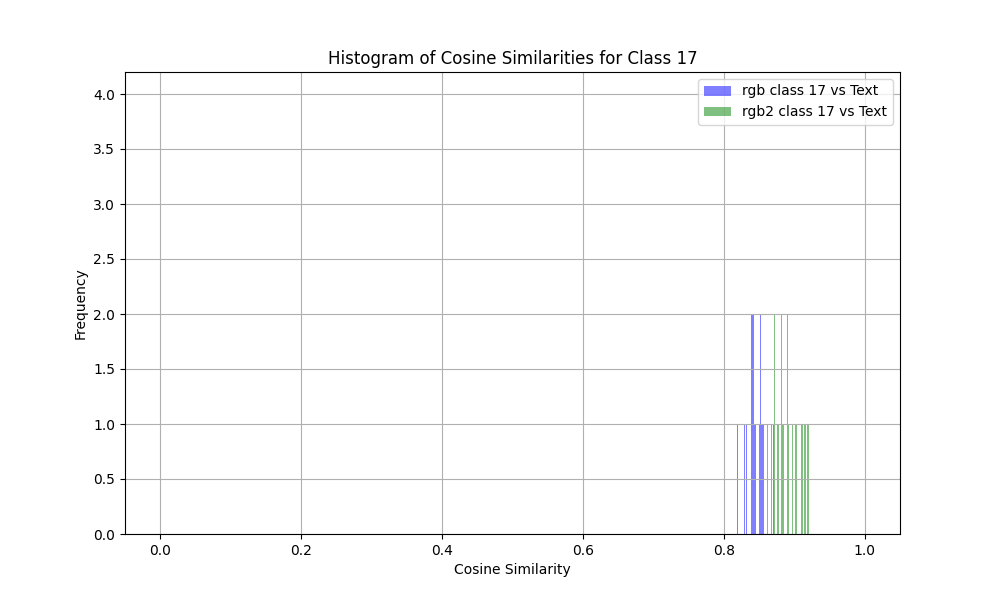 Histogram of Cosine Similarities for Class 17
rgb class 17 vs Text
rgb2 class 17 vs Text
Frequency
4.0
3.5
3.0
2.5
2.0
1.5
1.0
0.5
0.0
0.0 0.2 0.4 0.6 0.8 1.0
Cosine Similarity